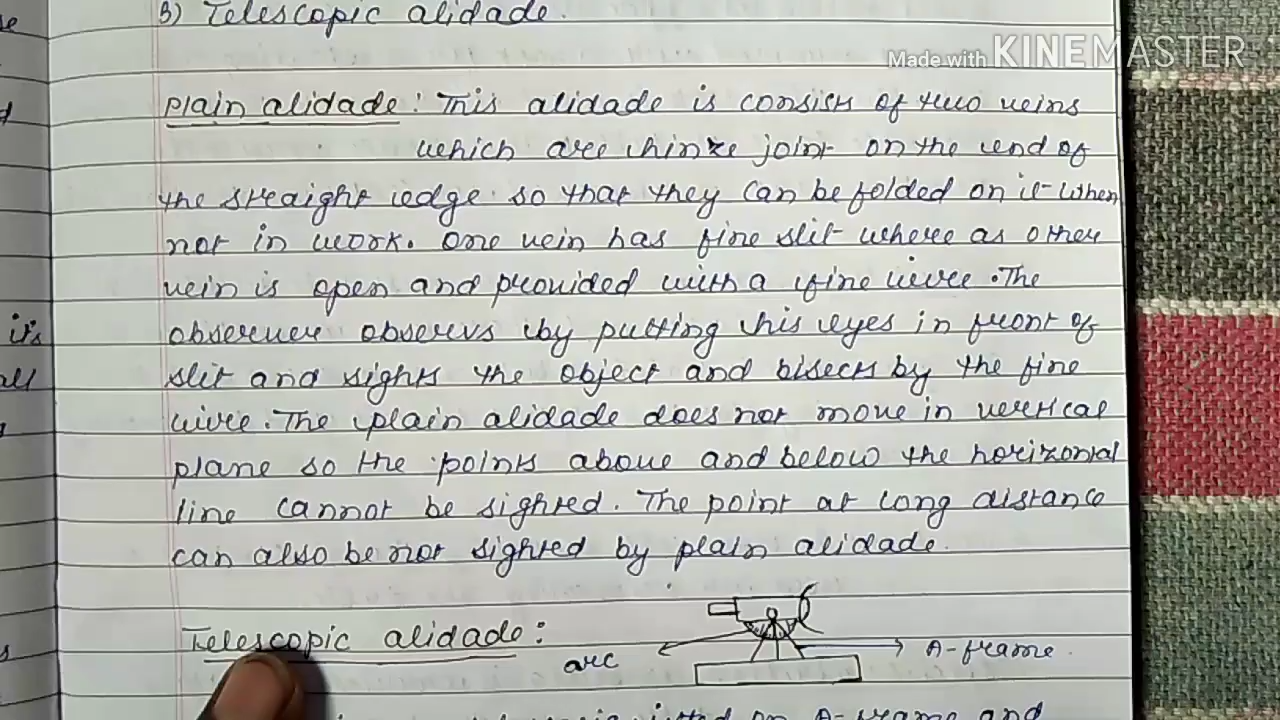 3) Telescopic alidade.
Made with KINEMASTER
Plain alidade: This alidade is consists of two veins
which are hinze joint on the end of
the straight edge so that they can be folded on it when
not in work. One vein has fine slit where as other
vein is open and provided with a fine wire. The
observer observs by putting his eyes in front of
slit and sights the object and bisects by the fine
wire. The plain alidade does not move in vertical
plane so the points above and below the horizontal
line cannot be sighted. The point at long distance
can also be not sighted by plain alidade.
Telescopic alidade:
arc
A-frame.
on A-frame and